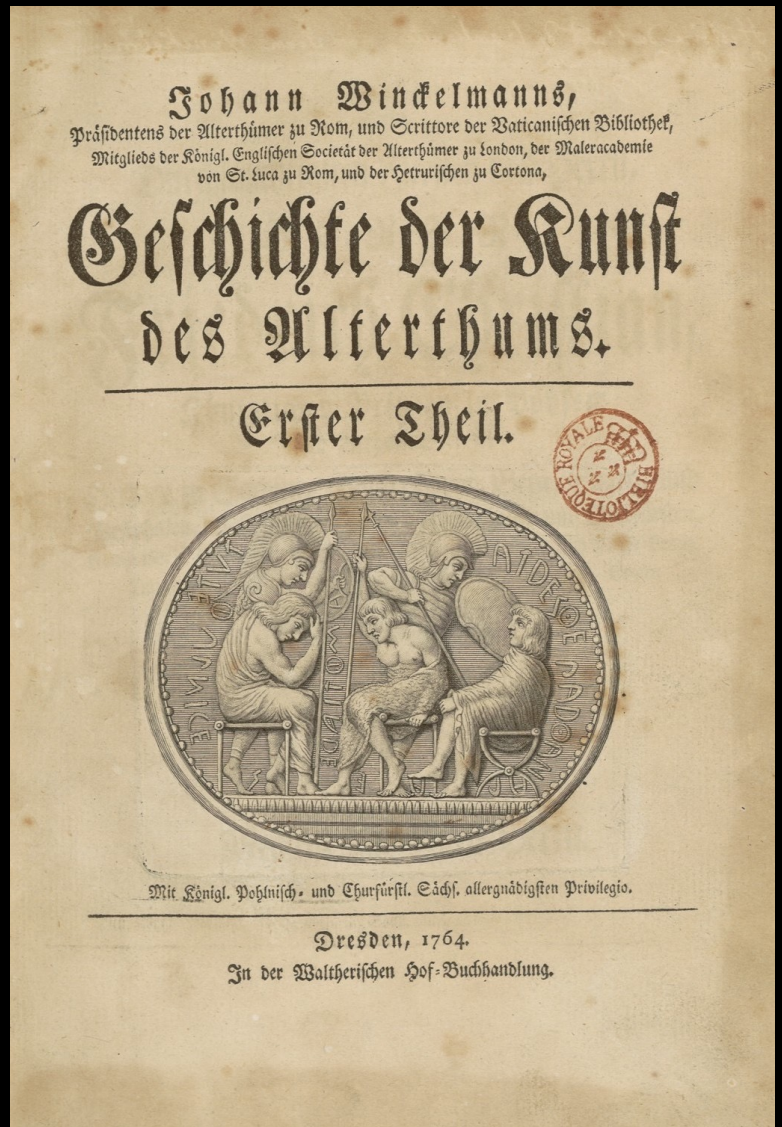 Johann Winckelmanns,
Präsidentens der Alterthümer zu Rom, und Scrittore der Vaticanischen Bibliothek,
Mitglieds der Königl. Englischen Societät der Alterthümer zu London, der Maleracademie
von St. Luca zu Rom, und der Hetrurischen zu Cortona,
Geschichte der Kunst
des Alterthums.
Erster Theil.
BIBLIOTEQUE ROYALE
Mit Königl. Pohlnisch- und Churfürstl. Sächs. allergnädigsten Privilegio.
Dresden, 1764.
In der Waltherischen Hof-Buchhandlung.